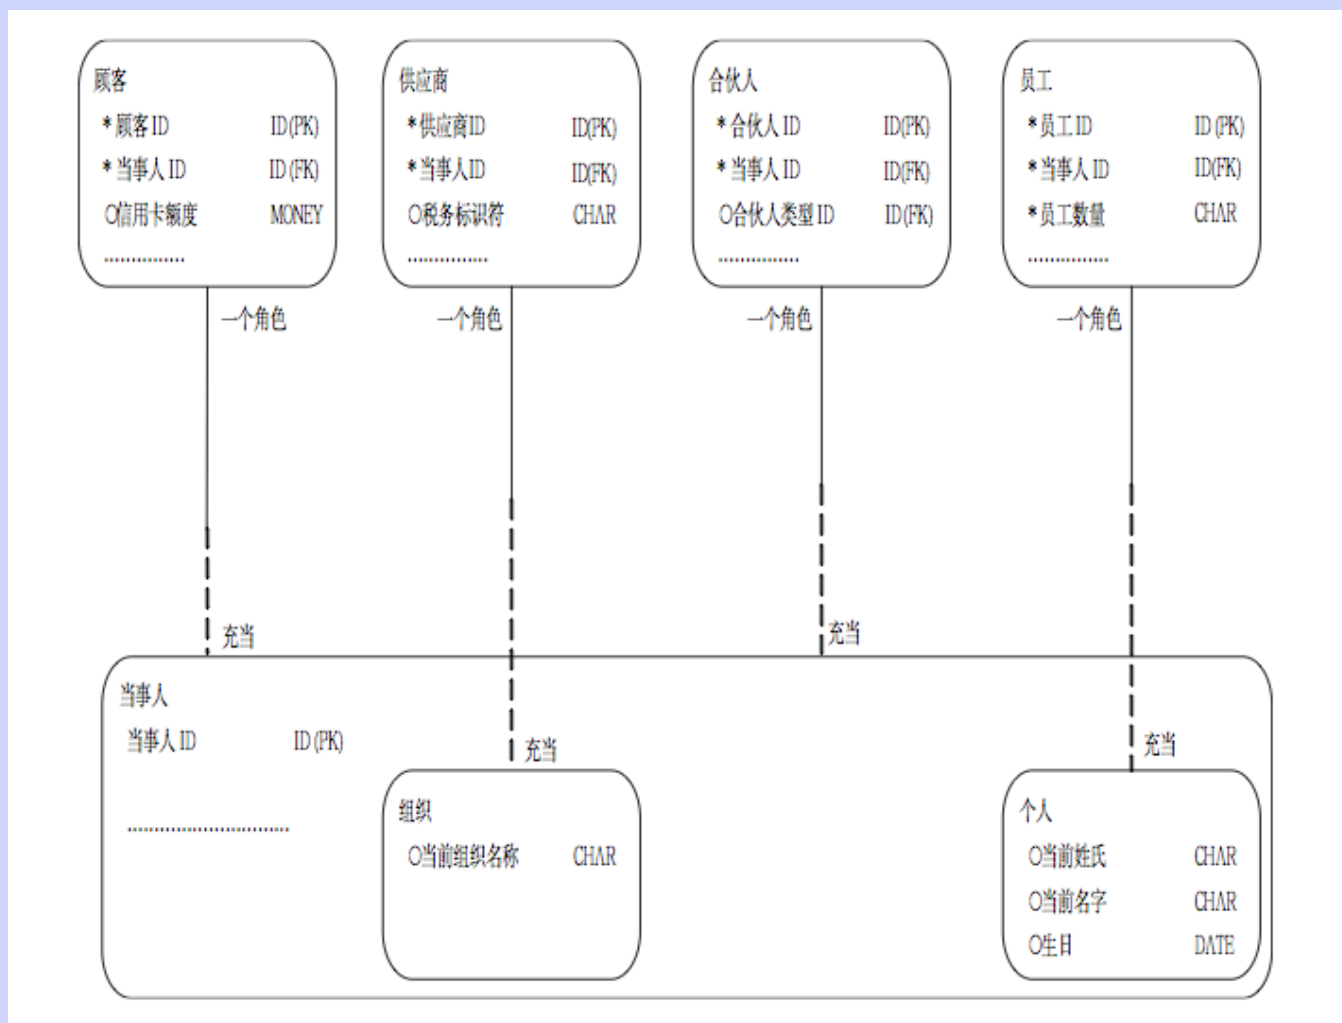 顾客
*顾客ID ID(PK)
*当事人ID ID(FK)
○信用卡额度 MONEY
...............
供应商
*供应商ID ID(PK)
*当事人ID ID(FK)
○税务标识符 CHAR
...............
合伙人
*合伙人ID ID(PK)
*当事人ID ID(FK)
○合伙人类型ID ID(FK)
...............
员工
*员工ID ID(PK)
*当事人ID ID(FK)
*员工数量 CHAR
...............
一个角色
一个角色
一个角色
一个角色
充当
充当
当事人
当事人ID ID(PK)
..............................
充当
充当
组织
○当前组织名称 CHAR
个人
○当前姓氏 CHAR
○当前名字 CHAR
○生日 DATE